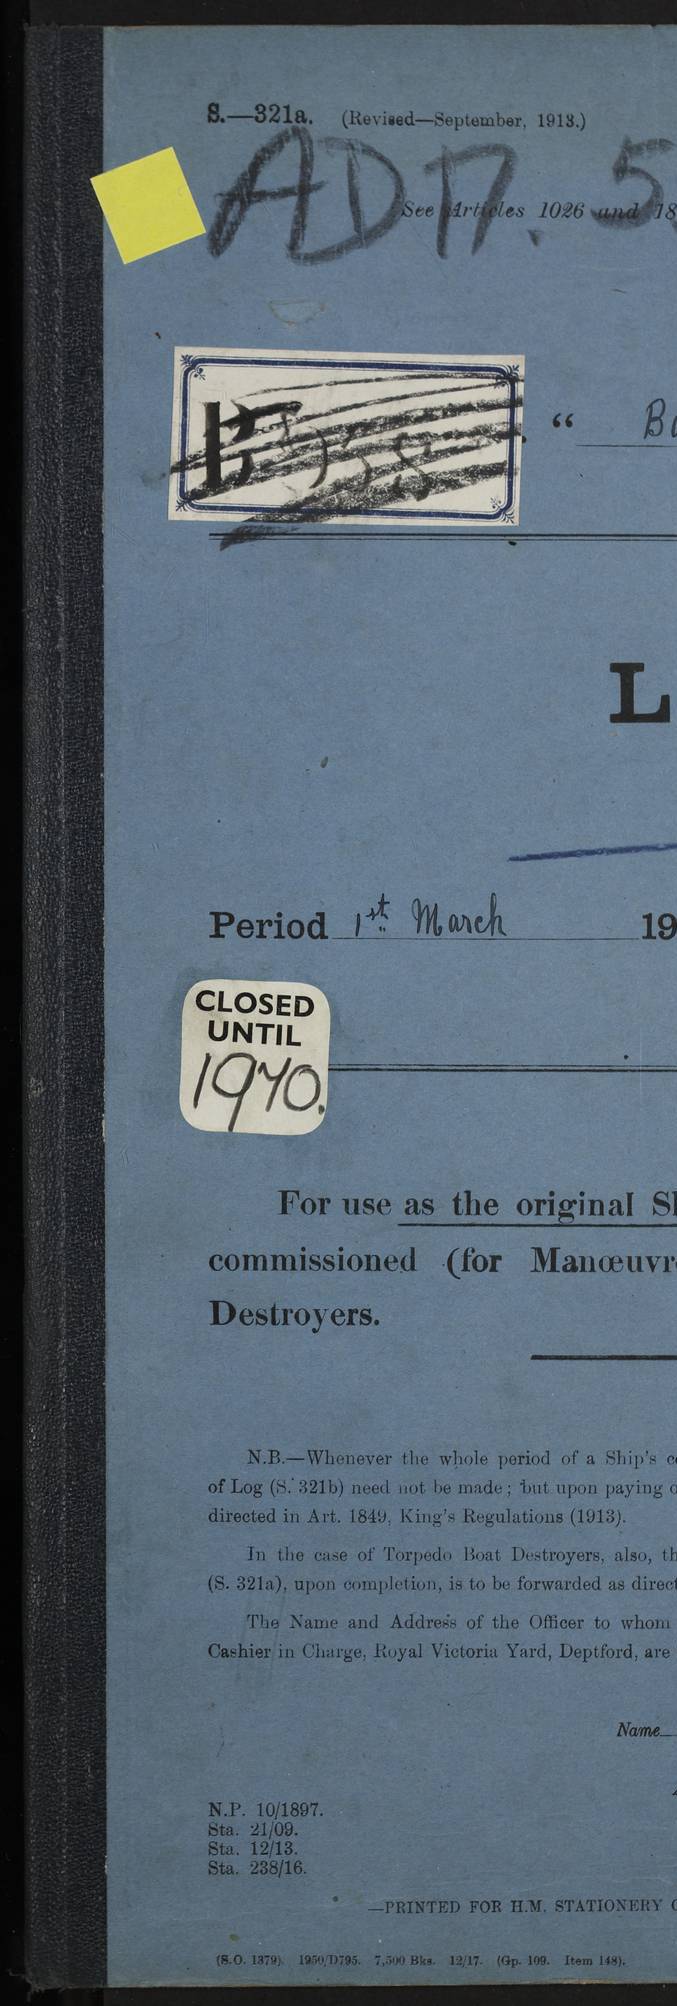 S.—321a. (Revised—September, 1913.)
AD 17. 5
See Articles 1026 and 18
“ Ba
L
Period 1st March 19
CLOSED
UNTIL
1970.
For use as the original Sh
commissioned (for Manœuvre
Destroyers.
N.B.—Whenever the whole period of a Ship's co
of Log (S. 321b) need not be made; but upon paying o
directed in Art. 1849, King's Regulations (1913).
In the case of Torpedo Boat Destroyers, also, th
(S. 321a), upon completion, is to be forwarded as direct
The Name and Address of the Officer to whom
Cashier in Charge, Royal Victoria Yard, Deptford, are
Name
N.P. 10/1897.
Sta. 21/09.
Sta. 12/13.
Sta. 238/16.
—PRINTED FOR H.M. STATIONERY O
(S.O. 1379). 1950/D795. 7,500 Bks. 12/17. (Gp. 109. Item 148).